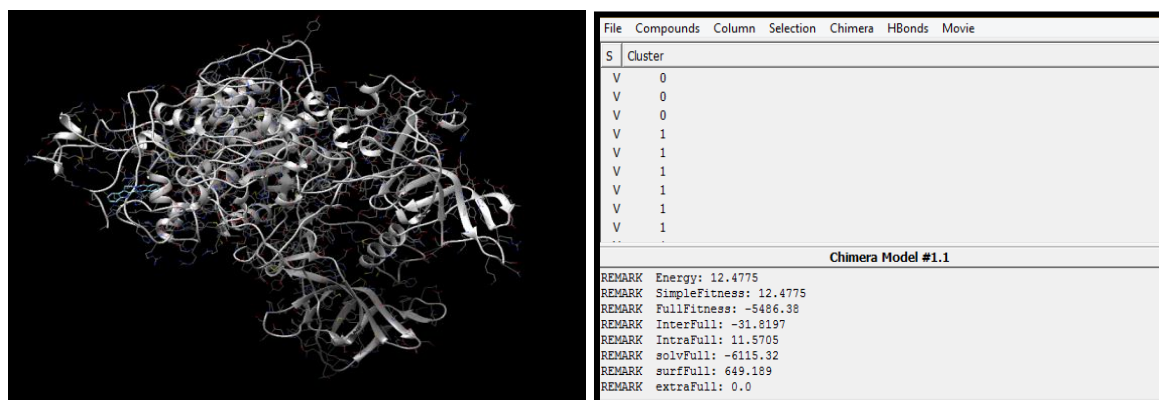 File Compounds Column Selection Chimera HBonds Movie
S Cluster
V 0
V 0
V 0
V 1
V 1
V 1
V 1
V 1
V 1
Chimera Model #1.1
REMARK Energy: 12.4775
REMARK SimpleFitness: 12.4775
REMARK FullFitness: -5486.38
REMARK InterFull: -31.8197
REMARK IntraFull: 11.5705
REMARK solvFull: -6115.32
REMARK surfFull: 649.189
REMARK extraFull: 0.0